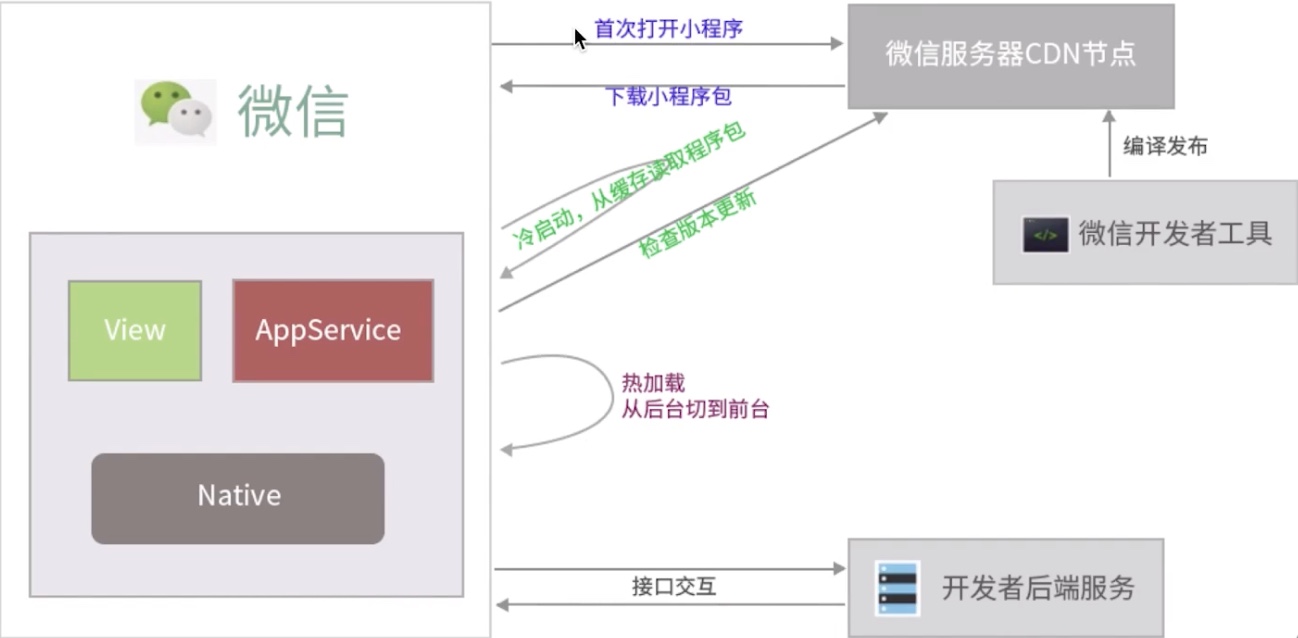 首次打开小程序
微信服务器CDN节点
下载小程序包
微信
冷启动，从缓存读取程序包
编译发布
检查版本更新
</>
微信开发者工具
View
AppService
热加载
从后台切到前台
Native
接口交互
开发者后端服务